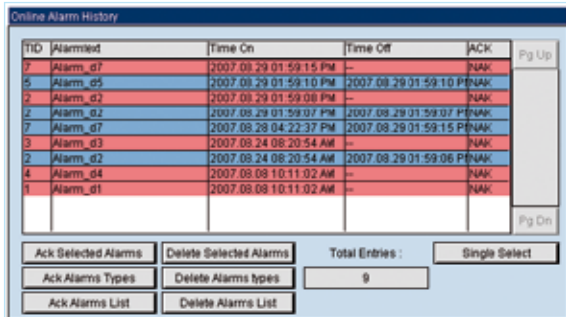 Online Alarm History
TID Alarmtext Time On Time Off ACK
Pg Up
7 Alarm_d7 2007.08.29 01:59:15 PM -- NAK
5 Alarm_d5 2007.08.29 01:59:10 PM 2007.08.29 01:59:10 PM NAK
2 Alarm_d2 2007.08.29 01:59:08 PM -- NAK
2 Alarm_d2 2007.08.29 01:59:07 PM 2007.08.29 01:59:07 PM NAK
7 Alarm_d7 2007.08.28 04:22:37 PM 2007.08.29 01:59:15 PM NAK
3 Alarm_d3 2007.08.24 08:20:54 AM -- NAK
2 Alarm_d2 2007.08.24 08:20:54 AM 2007.08.29 01:59:06 PM NAK
4 Alarm_d4 2007.08.08 10:11:02 AM -- NAK
1 Alarm_d1 2007.08.08 10:11:02 AM -- NAK
Pg Dn
Ack Selected Alarms Delete Selected Alarms Total Entries : Single Select
Ack Alarms Types Delete Alarms types 9
Ack Alarms List Delete Alarms List